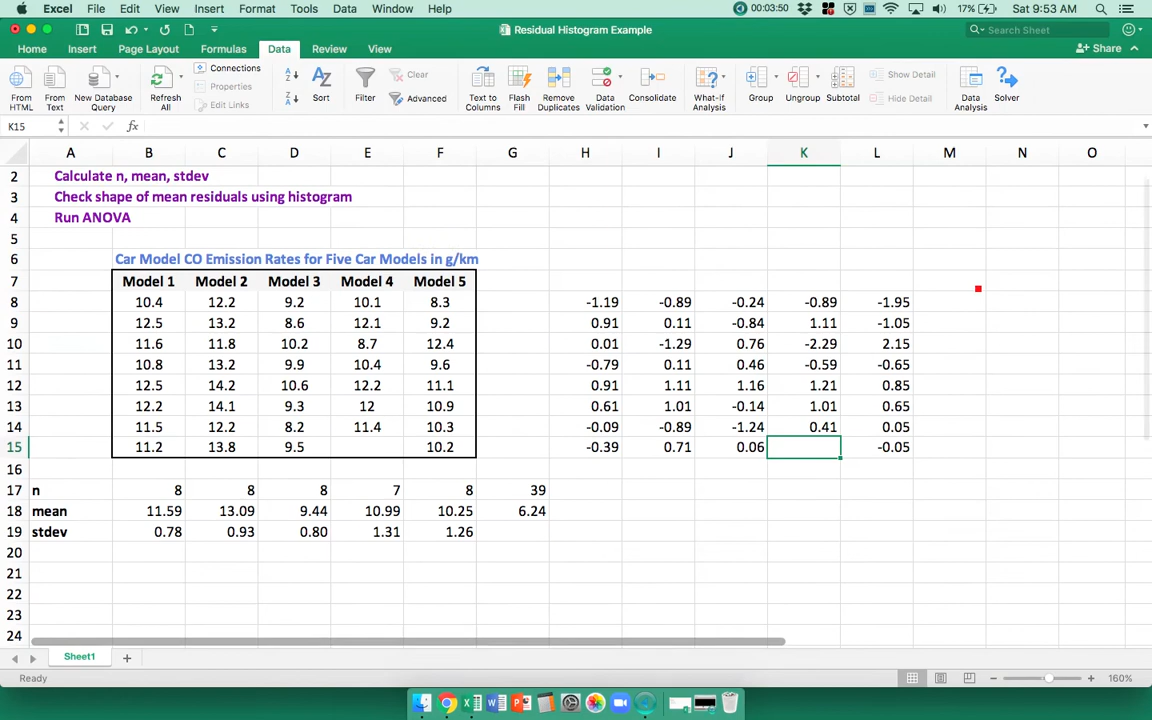 Excel File Edit View Insert Format Tools Data Window Help 00:03:50 17% Sat 9:53 AM
Residual Histogram Example Search Sheet
Home Insert Page Layout Formulas Data Review View Share
From HTML From Text New Database Query Refresh All Connections Properties Edit Links Sort Filter Clear Advanced Text to Columns Flash Fill Remove Duplicates Data Validation Consolidate What-If Analysis Group Ungroup Subtotal Show Detail Hide Detail Data Analysis Solver
K15 fx
A B C D E F G H I J K L M N O
2 Calculate n, mean, stdev
3 Check shape of mean residuals using histogram
4 Run ANOVA
5
6 Car Model CO Emission Rates for Five Car Models in g/km
7 Model 1 Model 2 Model 3 Model 4 Model 5
8 10.4 12.2 9.2 10.1 8.3 -1.19 -0.89 -0.24 -0.89 -1.95
9 12.5 13.2 8.6 12.1 9.2 0.91 0.11 -0.84 1.11 -1.05
10 11.6 11.8 10.2 8.7 12.4 0.01 -1.29 0.76 -2.29 2.15
11 10.8 13.2 9.9 10.4 9.6 -0.79 0.11 0.46 -0.59 -0.65
12 12.5 14.2 10.6 12.2 11.1 0.91 1.11 1.16 1.21 0.85
13 12.2 14.1 9.3 12 10.9 0.61 1.01 -0.14 1.01 0.65
14 11.5 12.2 8.2 11.4 10.3 -0.09 -0.89 -1.24 0.41 0.05
15 11.2 13.8 9.5 10.2 -0.39 0.71 0.06 -0.05
16
17 n 8 8 8 7 8 39
18 mean 11.59 13.09 9.44 10.99 10.25 6.24
19 stdev 0.78 0.93 0.80 1.31 1.26
20
21
22
23
24
Sheet1
Ready 160%